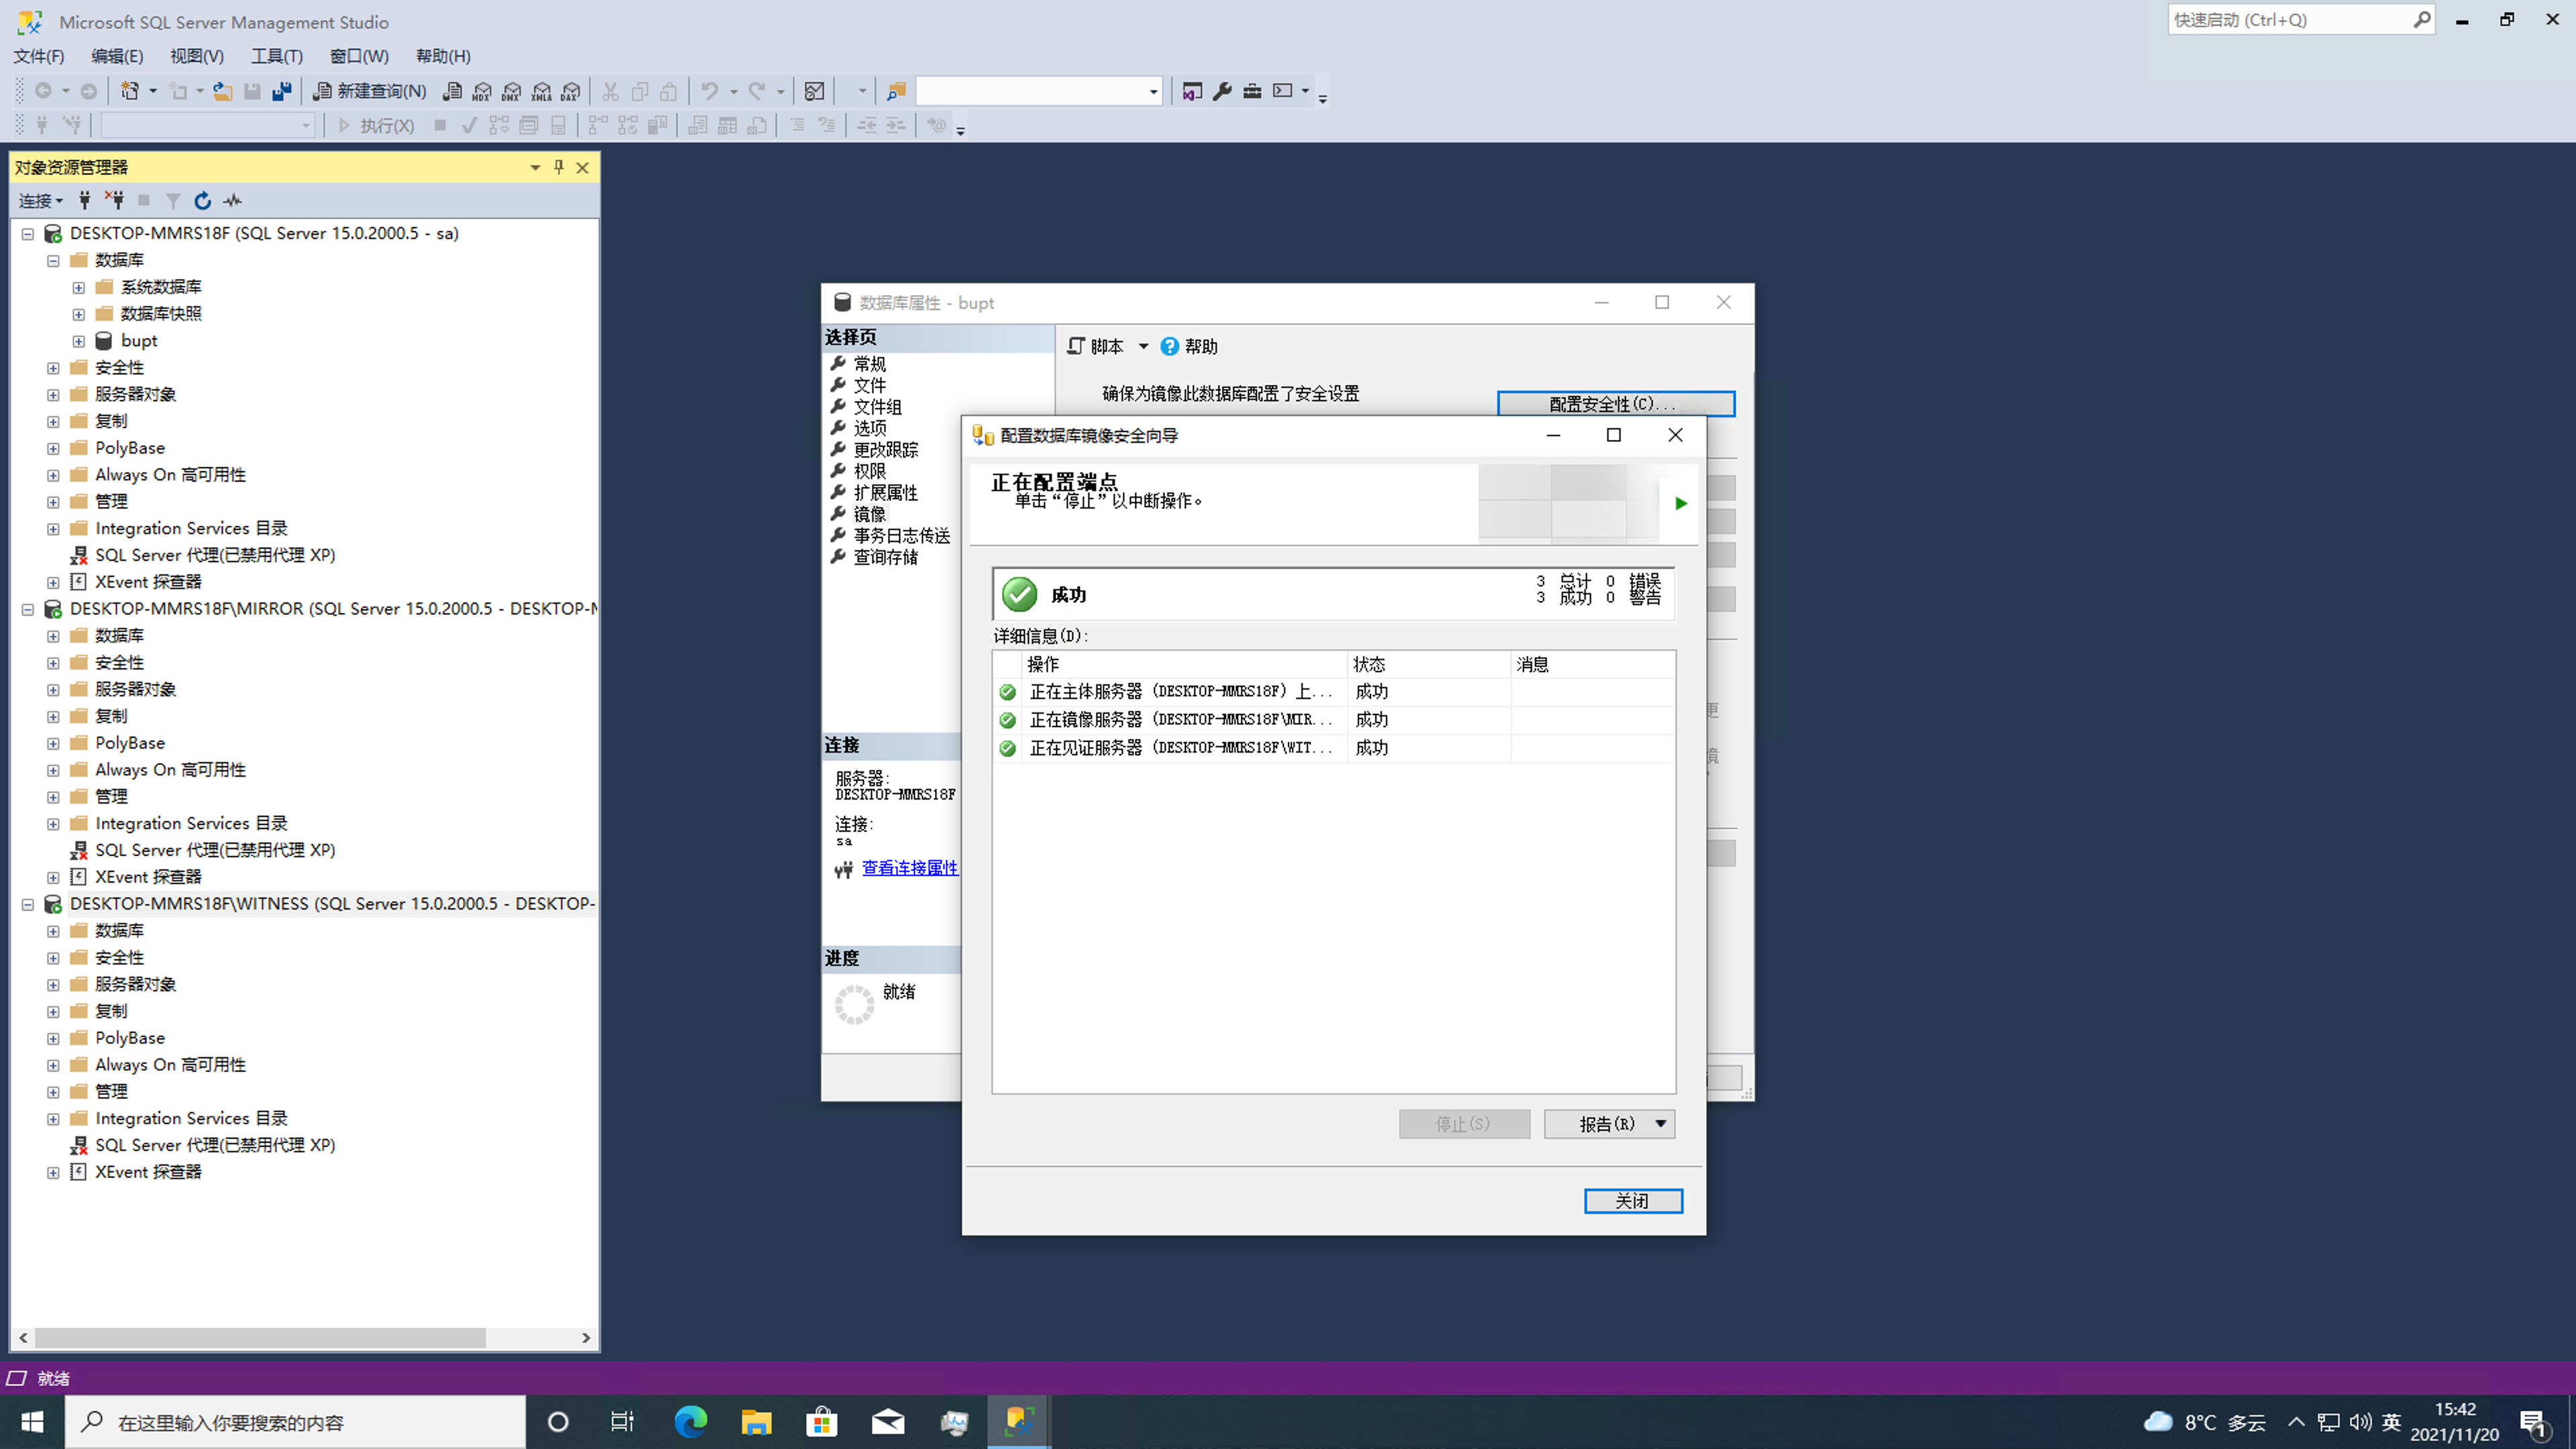 Microsoft SQL Server Management Studio
快速启动 (Ctrl+Q)
文件(F) 编辑(E) 视图(V) 工具(T) 窗口(W) 帮助(H)
新建查询(N) MDX DMX XMLA DAX
执行(X)
对象资源管理器
连接
DESKTOP-MMRS18F (SQL Server 15.0.2000.5 - sa)
数据库
系统数据库
数据库快照
bupt
安全性
服务器对象
复制
PolyBase
Always On 高可用性
管理
Integration Services 目录
SQL Server 代理(已禁用代理 XP)
XEvent 探查器
DESKTOP-MMRS18F\MIRROR (SQL Server 15.0.2000.5 - DESKTOP-M
数据库
安全性
服务器对象
复制
PolyBase
Always On 高可用性
管理
Integration Services 目录
SQL Server 代理(已禁用代理 XP)
XEvent 探查器
DESKTOP-MMRS18F\WITNESS (SQL Server 15.0.2000.5 - DESKTOP-
数据库
安全性
服务器对象
复制
PolyBase
Always On 高可用性
管理
Integration Services 目录
SQL Server 代理(已禁用代理 XP)
XEvent 探查器
数据库属性 - bupt
选择页
常规
文件
文件组
选项
更改跟踪
权限
扩展属性
镜像
事务日志传送
查询存储
脚本 帮助
确保为镜像此数据库配置了安全设置
配置安全性(C)...
连接
服务器:
DESKTOP-MMRS18F
连接:
sa
查看连接属性
进度
就绪
更
镜
配置数据库镜像安全向导
正在配置端点
单击“停止”以中断操作。
成功
3 总计 0 错误
3 成功 0 警告
详细信息(D):
操作 状态 消息
正在主体服务器 (DESKTOP-MMRS18F) 上... 成功
正在镜像服务器 (DESKTOP-MMRS18F\MIR... 成功
正在见证服务器 (DESKTOP-MMRS18F\WIT... 成功
停止(S) 报告(R)
关闭
就绪
在这里输入你要搜索的内容
8°C 多云
英
15:42
2021/11/20
1